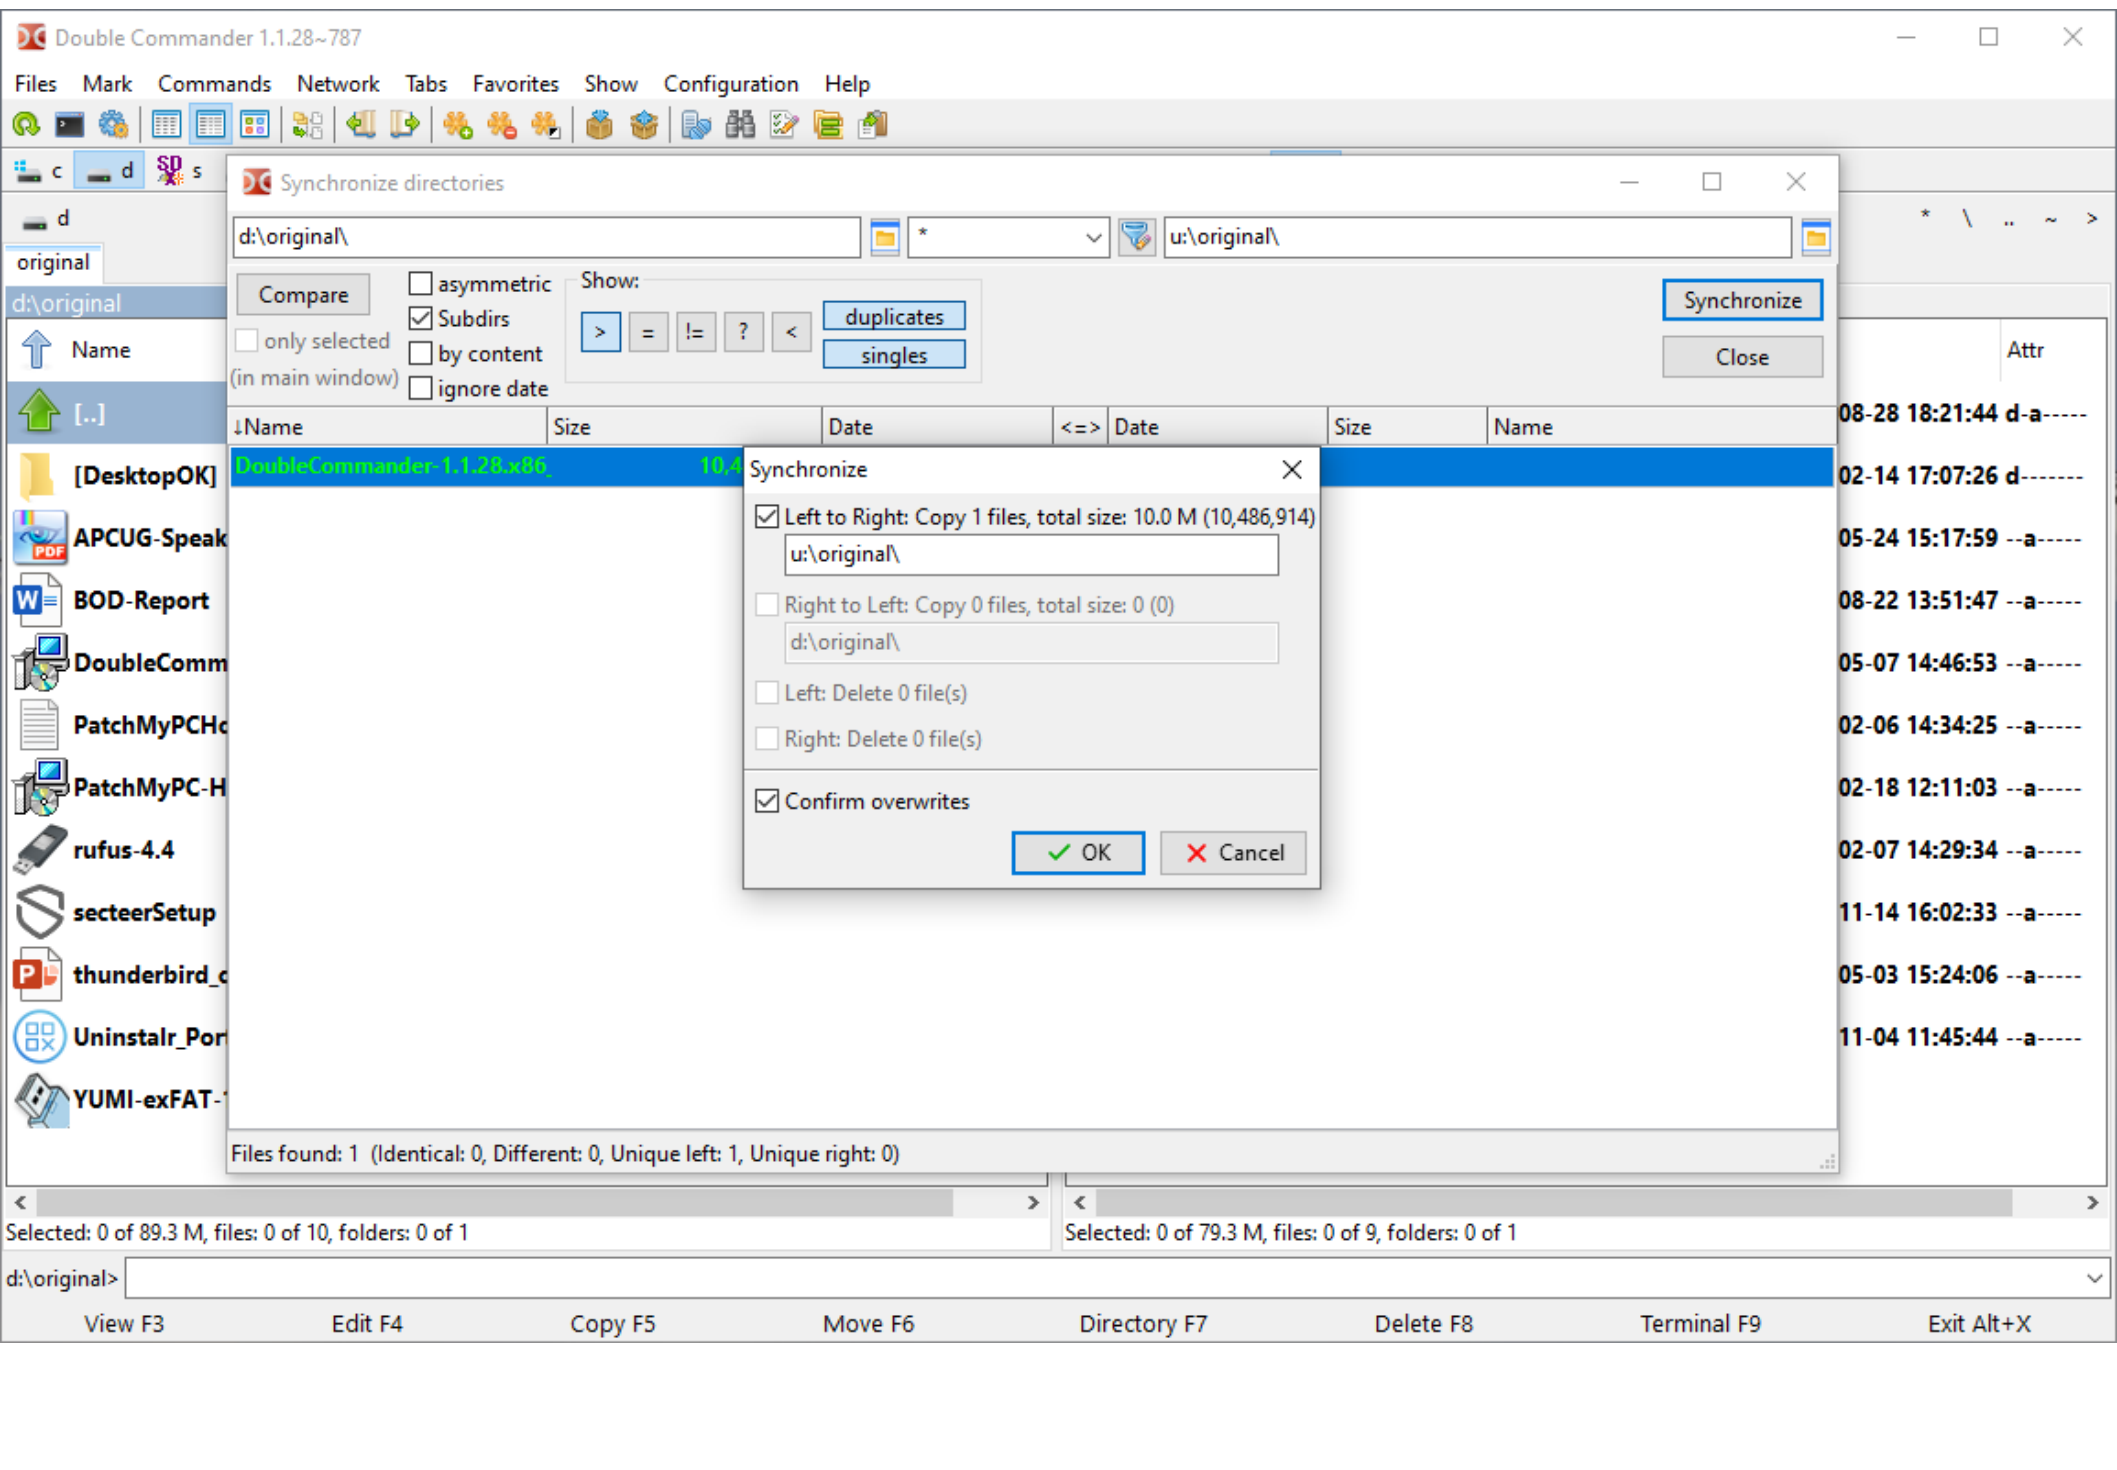 Double Commander 1.1.28~787
Files Mark Commands Network Tabs Favorites Show Configuration Help
c d s
Synchronize directories
d * \ .. ~ >
d:\original\ * u:\original\
original
Compare asymmetric Show: Synchronize
d:\original Subdirs > = != ? < duplicates
only selected by content singles Close
(in main window) ignore date
Name Attr
↓Name Size Date <=> Date Size Name
[..] 08-28 18:21:44 d-a-----
DoubleCommander-1.1.28.x86_ 10,4
[DesktopOK] 02-14 17:07:26 d-------
Synchronize
Left to Right: Copy 1 files, total size: 10.0 M (10,486,914)
u:\original\
Right to Left: Copy 0 files, total size: 0 (0)
d:\original\
Left: Delete 0 file(s)
Right: Delete 0 file(s)
Confirm overwrites
OK Cancel
APCUG-Speak 05-24 15:17:59 --a-----
BOD-Report 08-22 13:51:47 --a-----
DoubleComm 05-07 14:46:53 --a-----
PatchMyPCHo 02-06 14:34:25 --a-----
PatchMyPC-H 02-18 12:11:03 --a-----
rufus-4.4 02-07 14:29:34 --a-----
secteerSetup 11-14 16:02:33 --a-----
thunderbird_c 05-03 15:24:06 --a-----
Uninstalr_Port 11-04 11:45:44 --a-----
YUMI-exFAT-1
Files found: 1 (Identical: 0, Different: 0, Unique left: 1, Unique right: 0)
Selected: 0 of 89.3 M, files: 0 of 10, folders: 0 of 1
Selected: 0 of 79.3 M, files: 0 of 9, folders: 0 of 1
d:\original>
View F3 Edit F4 Copy F5 Move F6 Directory F7 Delete F8 Terminal F9 Exit Alt+X